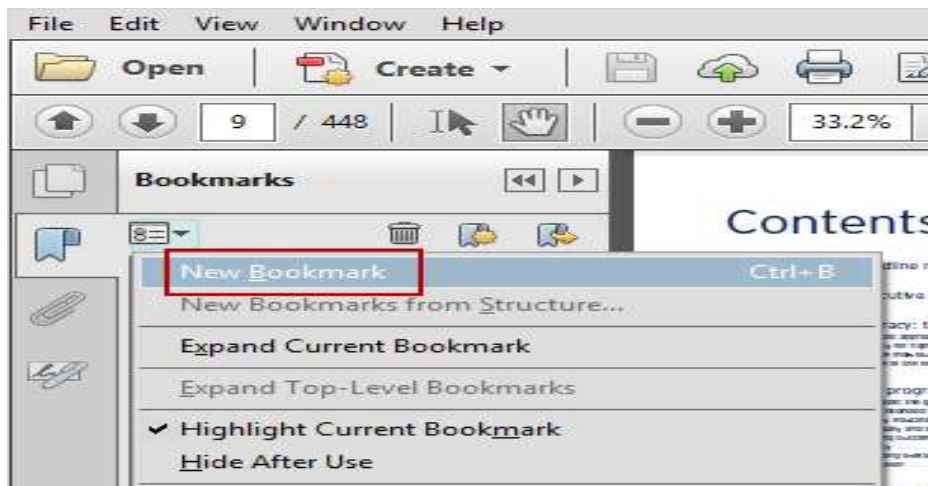 File Edit View Window Help
Open Create
9 / 448 33.2%
Bookmarks
Contents
New Bookmark Ctrl+B
New Bookmarks from Structure...
Expand Current Bookmark
Expand Top-Level Bookmarks
Highlight Current Bookmark
Hide After Use